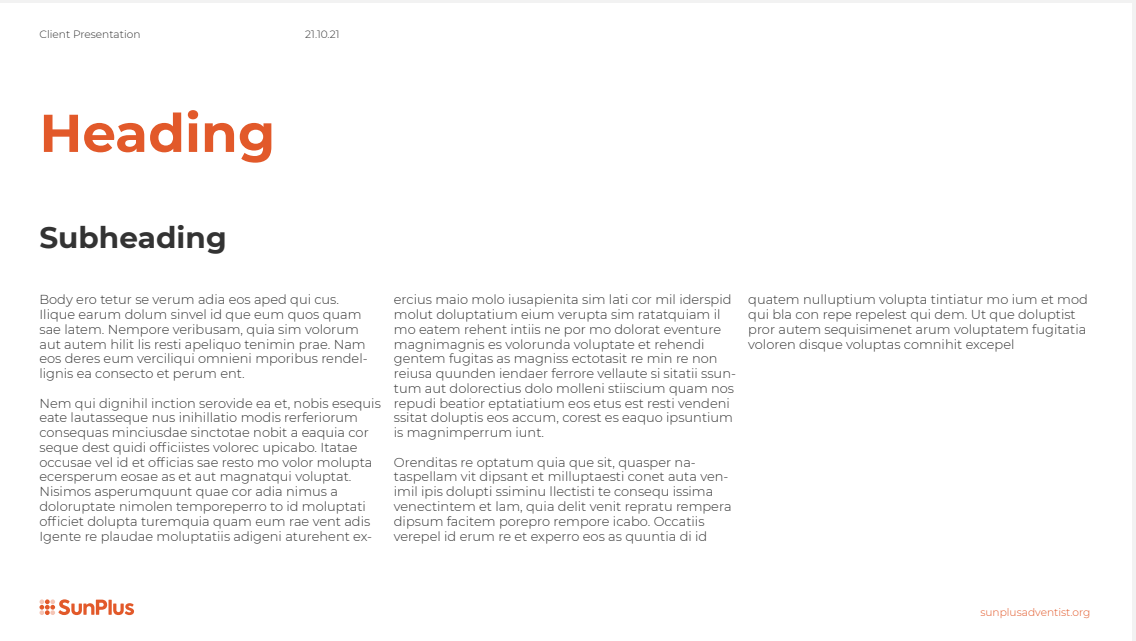 Client Presentation
21.10.21
Heading
Subheading
Body ero tetur se verum adia eos aped qui cus.
Ilique earum dolum sinvel id que eum quos quam
sae latem. Nempore veribusam, quia sim volorum
aut autem hilit lis resti apeliquo tenimin prae. Nam
eos deres eum verciliqui omnieni mporibus rendel-
lignis ea consecto et perum ent.
Nem qui dignihil inction serovide ea et, nobis esequis
eate lautasseque nus inihillatio modis rerferiorum
consequas minciusdae sinctotae nobit a eaquia cor
seque dest quidi officiistes volorec upicabo. Itatae
occusae vel id et officias sae resto mo volor molupta
ecersperum eosae as et aut magnatqui voluptat.
Nisimos asperumquunt quae cor adia nimus a
doloruptate nimolen temporeperro to id moluptati
officiet dolupta turemquia quam eum rae vent adis
Igente re plaudae moluptatiis adigeni aturehent ex-
ercius maio molo iusapienita sim lati cor mil iderspid
molut doluptatium eium verupta sim ratatquiam il
mo eatem rehent intiis ne por mo dolorat eventure
magnimagnis es volorunda voluptate et rehendi
gentem fugitas as magniss ectotasit re min re non
reiusa quunden iendaer ferrore vellaute si sitatii ssun-
tum aut dolorectius dolo molleni stiiscium quam nos
repudi beatior eptatiatium eos etus est resti vendeni
ssitat doluptis eos accum, corest es eaquo ipsuntium
is magnimperrum iunt.
Orenditas re optatum quia que sit, quasper na-
taspellam vit dipsant et milluptaesti conet auta ven-
imil ipis dolupti ssiminu llectisti te consequ issima
venectintem et lam, quia delit venit repratu rempera
dipsum facitem porepro rempore icabo. Occatiis
verepel id erum re et experro eos as quuntia di id
quatem nulluptium volupta tintiatur mo ium et mod
qui bla con repe repelest qui dem. Ut que doluptist
pror autem sequisimenet arum voluptatem fugitatia
voloren disque voluptas comnihit excepel
SunPlus
sunplusadventist.org